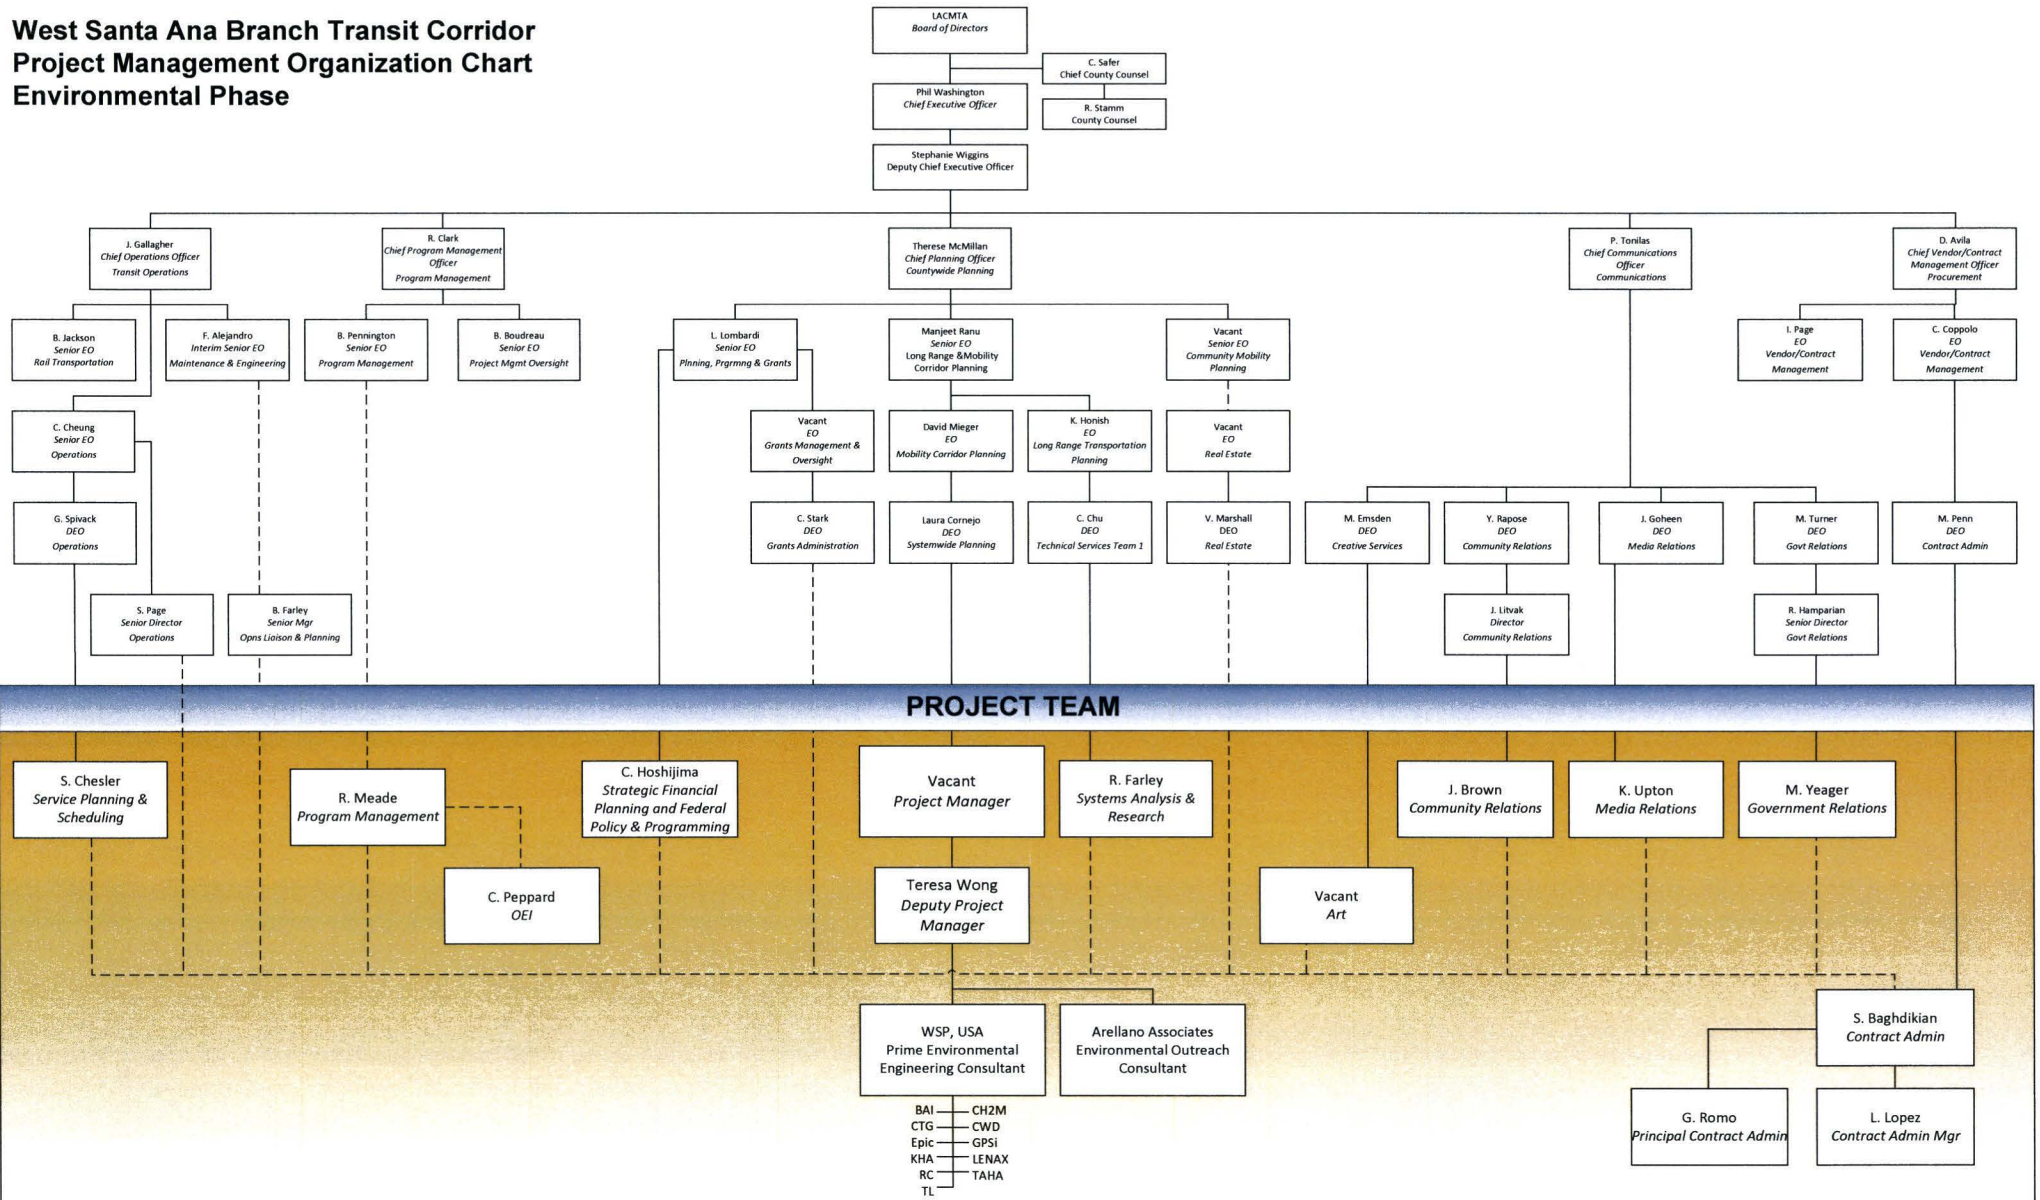 West Santa Ana Branch Transit Corridor
Project Management Organization Chart
Environmental Phase
LACMTA
Board of Directors
C. Safer
Chief County Counsel
Phil Washington
Chief Executive Officer
R. Stamm
County Counsel
Stephanie Wiggins
Deputy Chief Executive Officer
J. Gallagher
Chief Operations Officer
Transit Operations
R. Clark
Chief Program Management
Officer
Program Management
Therese McMillan
Chief Planning Officer
Countywide Planning
P. Tonilas
Chief Communications
Officer
Communications
D. Avila
Chief Vendor/Contract
Management Officer
Procurement
B. Jackson
Senior EO
Rail Transportation
F. Alejandro
Interim Senior EO
Maintenance & Engineering
B. Pennington
Senior EO
Program Management
B. Boudreau
Senior EO
Project Mgmt Oversight
L. Lombardi
Senior EO
Plnning, Prgrmng & Grants
Manjeet Ranu
Senior EO
Long Range &Mobility
Corridor Planning
Vacant
Senior EO
Community Mobility
Planning
I. Page
EO
Vendor/Contract
Management
C. Coppolo
EO
Vendor/Contract
Management
C. Cheung
Senior EO
Operations
Vacant
EO
Grants Management &
Oversight
David Mieger
EO
Mobility Corridor Planning
K. Honish
EO
Long Range Transportation
Planning
Vacant
EO
Real Estate
G. Spivack
DEO
Operations
C. Stark
DEO
Grants Administration
Laura Cornejo
DEO
Systemwide Planning
C. Chu
DEO
Technical Services Team 1
V. Marshall
DEO
Real Estate
M. Emsden
DEO
Creative Services
Y. Rapose
DEO
Community Relations
J. Goheen
DEO
Media Relations
M. Turner
DEO
Govt Relations
M. Penn
DEO
Contract Admin
S. Page
Senior Director
Operations
B. Farley
Senior Mgr
Opns Liaison & Planning
J. Litvak
Director
Community Relations
R. Hamparian
Senior Director
Govt Relations
PROJECT TEAM
S. Chesler
Service Planning &
Scheduling
R. Meade
Program Management
C. Hoshijima
Strategic Financial
Planning and Federal
Policy & Programming
Vacant
Project Manager
R. Farley
Systems Analysis &
Research
J. Brown
Community Relations
K. Upton
Media Relations
M. Yeager
Government Relations
C. Peppard
OEI
Teresa Wong
Deputy Project
Manager
Vacant
Art
WSP, USA
Prime Environmental
Engineering Consultant
Arellano Associates
Environmental Outreach
Consultant
S. Baghdikian
Contract Admin
G. Romo
Principal Contract Admin
L. Lopez
Contract Admin Mgr
BAI CH2M
CTG CWD
Epic GPSi
KHA LENAX
RC TAHA
TL